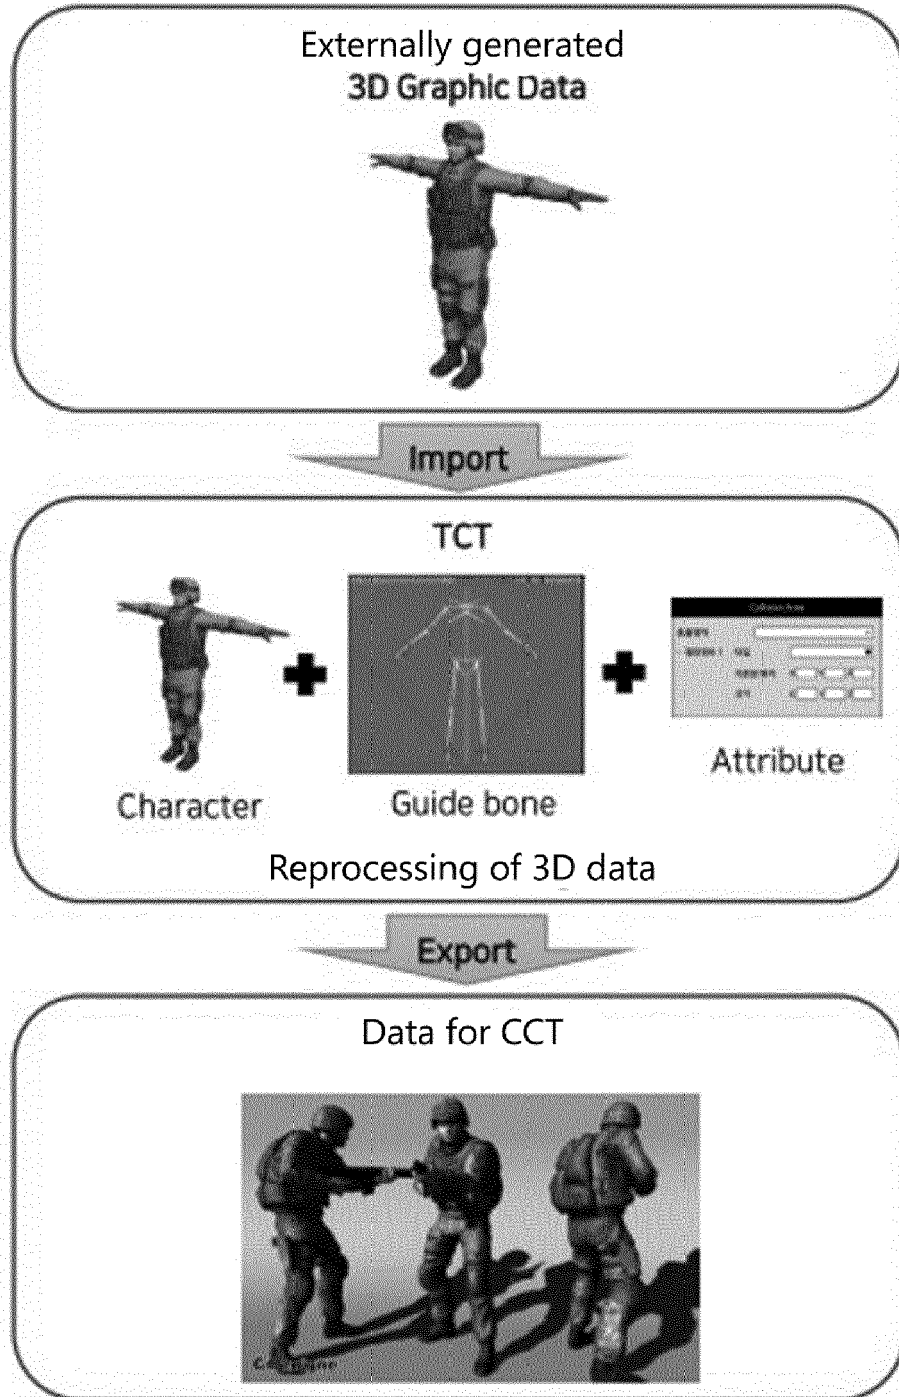 Externally generated
3D Graphic Data
Import
TCT
Character
Guide bone
Attribute
Reprocessing of 3D data
Export
Data for CCT